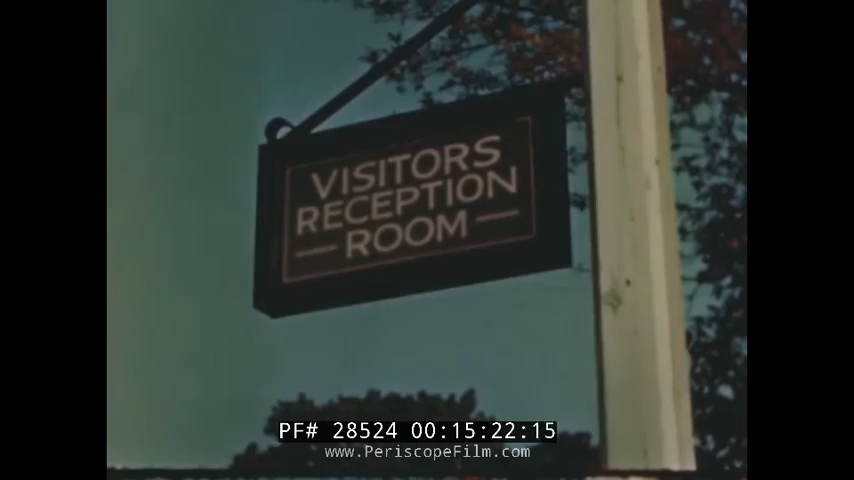 VISITORS
RECEPTION
— ROOM —
PF# 28524 00:15:22:15
www.PeriscopeFilm.com